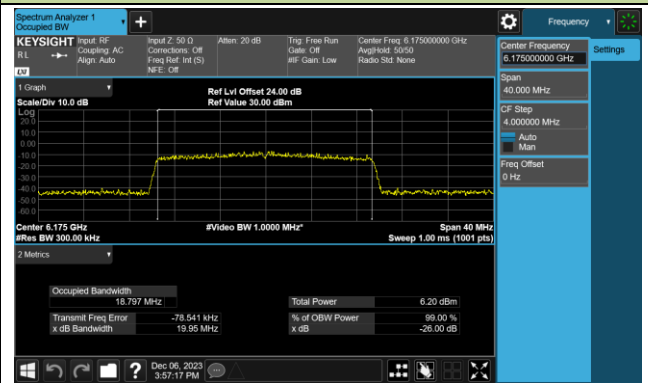 Spectrum Analyzer 1
Occupied BW
Frequency
KEYSIGHT
RL
Input: RF
Coupling: AC
Align: Auto
Input Z: 50 Ω
Corrections: Off
Freq Ref: Int (S)
NFE: Off
Atten: 20 dB
Trig: Free Run
Gate: Off
#IF Gain: Low
Center Freq: 6.175000000 GHz
Avg|Hold: 50/50
Radio Std: None
Center Frequency
6.175000000 GHz
Settings
Span
40.000 MHz
CF Step
4.000000 MHz
Auto
Man
Freq Offset
0 Hz
1 Graph
Scale/Div 10.0 dB
Ref Lvl Offset 24.00 dB
Ref Value 30.00 dBm
Log
20.0
10.0
0.00
-10.0
-20.0
-30.0
-40.0
-50.0
-60.0
Center 6.175 GHz
#Res BW 300.00 kHz
#Video BW 1.0000 MHz*
Span 40 MHz
Sweep 1.00 ms (1001 pts)
2 Metrics
Occupied Bandwidth
18.797 MHz
Total Power 6.20 dBm
Transmit Freq Error -78.541 kHz
% of OBW Power 99.00 %
x dB Bandwidth 19.95 MHz
x dB -26.00 dB
Dec 06, 2023
3:57:17 PM